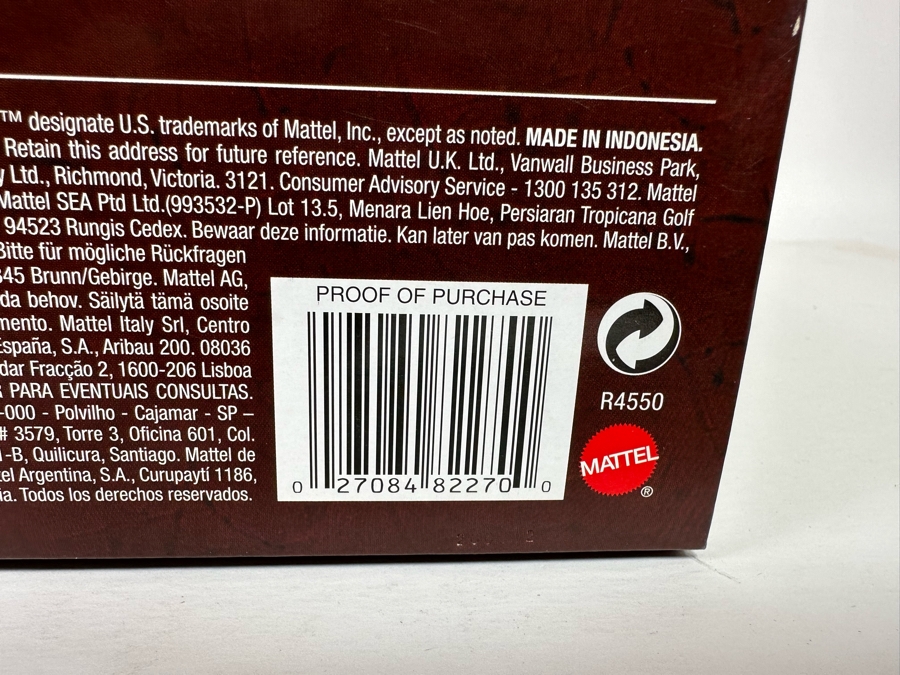 ™ designate U.S. trademarks of Mattel, Inc., except as noted. MADE IN INDONESIA.
Retain this address for future reference. Mattel U.K. Ltd., Vanwall Business Park,
y Ltd., Richmond, Victoria. 3121. Consumer Advisory Service - 1300 135 312. Mattel
Mattel SEA Ptd Ltd.(993532-P) Lot 13.5, Menara Lien Hoe, Persiaran Tropicana Golf
94523 Rungis Cedex. Bewaar deze informatie. Kan later van pas komen. Mattel B.V.,
Bitte für mögliche Rückfragen
345 Brunn/Gebirge. Mattel AG,
da behov. Säilytä tämä osoite
mento. Mattel Italy Srl, Centro
España, S.A., Aribau 200. 08036
dar Fracção 2, 1600-206 Lisboa
R PARA EVENTUAIS CONSULTAS.
-000 - Polvilho - Cajamar - SP –
# 3579, Torre 3, Oficina 601, Col.
-B, Quilicura, Santiago. Mattel de
tel Argentina, S.A., Curupaytí 1186,
ia. Todos los derechos reservados.
PROOF OF PURCHASE
0 27084 82270 0
R4550
MATTEL
®